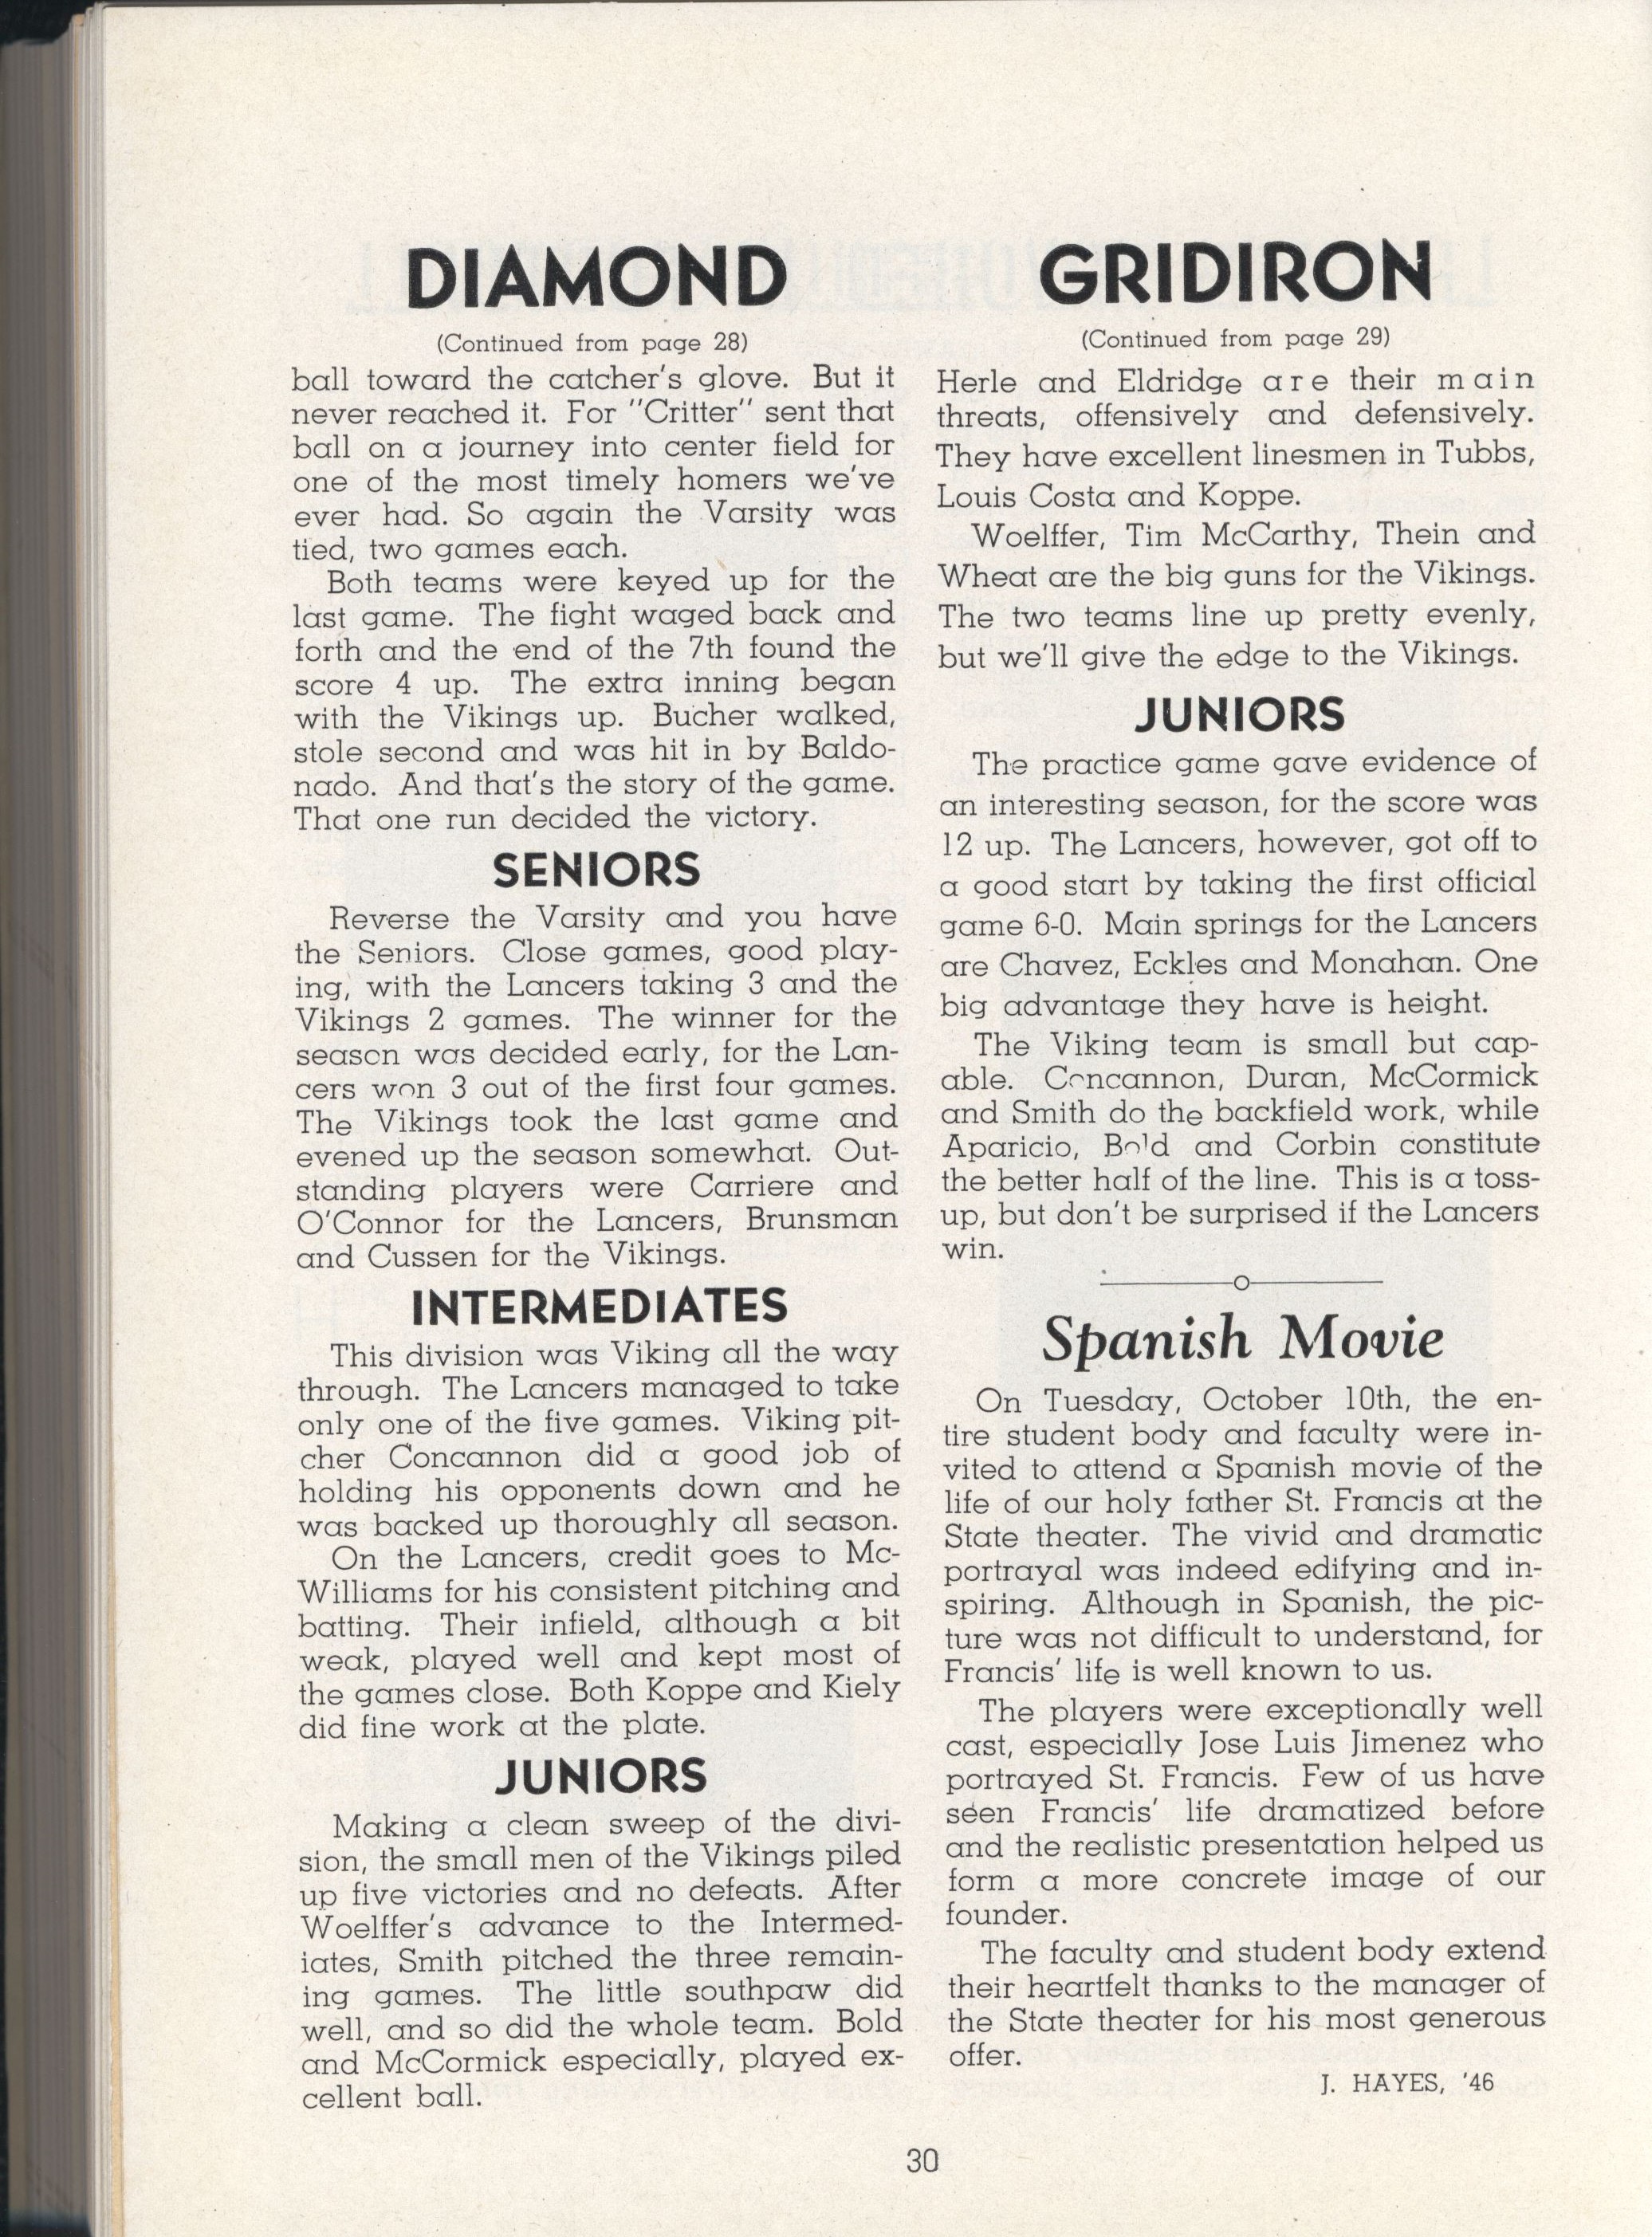 DIAMOND
(Continued from page 28)
ball toward the catcher's glove. But it
never reached it. For "Critter" sent that
ball on a journey into center field for
one of the most timely homers we've
ever had. So again the Varsity was
tied, two games each.
Both teams were keyed up for the
last game. The fight waged back and
forth and the end of the 7th found the
score 4 up. The extra inning began
with the Vikings up. Bucher walked,
stole second and was hit in by Baldo-
nado. And that's the story of the game.
That one run decided the victory.
SENIORS
Reverse the Varsity and you have
the Seniors. Close games, good play-
ing, with the Lancers taking 3 and the
Vikings 2 games. The winner for the
season was decided early, for the Lan-
cers won 3 out of the first four games.
The Vikings took the last game and
evened up the season somewhat. Out-
standing players were Carriere and
O'Connor for the Lancers, Brunsman
and Cussen for the Vikings.
INTERMEDIATES
This division was Viking all the way
through. The Lancers managed to take
only one of the five games. Viking pit-
cher Concannon did a good job of
holding his opponents down and he
was backed up thoroughly all season.
On the Lancers, credit goes to Mc-
Williams for his consistent pitching and
batting. Their infield, although a bit
weak, played well and kept most of
the games close. Both Koppe and Kiely
did fine work at the plate.
JUNIORS
Making a clean sweep of the divi-
sion, the small men of the Vikings piled
up five victories and no defeats. After
Woelffer's advance to the Intermed-
iates, Smith pitched the three remain-
ing games. The little southpaw did
well, and so did the whole team. Bold
and McCormick especially, played ex-
cellent ball.
GRIDIRON
(Continued from page 29)
Herle and Eldridge are their main
threats, offensively and defensively.
They have excellent linesmen in Tubbs,
Louis Costa and Koppe.
Woelffer, Tim McCarthy, Thein and
Wheat are the big guns for the Vikings.
The two teams line up pretty evenly,
but we'll give the edge to the Vikings.
JUNIORS
The practice game gave evidence of
an interesting season, for the score was
12 up. The Lancers, however, got off to
a good start by taking the first official
game 6-0. Main springs for the Lancers
are Chavez, Eckles and Monahan. One
big advantage they have is height.
The Viking team is small but cap-
able. Concannon, Duran, McCormick
and Smith do the backfield work, while
Aparicio, Bold and Corbin constitute
the better half of the line. This is a toss-
up, but don't be surprised if the Lancers
win.
Spanish Movie
On Tuesday, October 10th, the en-
tire student body and faculty were in-
vited to attend a Spanish movie of the
life of our holy father St. Francis at the
State theater. The vivid and dramatic
portrayal was indeed edifying and in-
spiring. Although in Spanish, the pic-
ture was not difficult to understand, for
Francis' life is well known to us.
The players were exceptionally well
cast, especially Jose Luis Jimenez who
portrayed St. Francis. Few of us have
seen Francis' life dramatized before
and the realistic presentation helped us
form a more concrete image of our
founder.
The faculty and student body extend
their heartfelt thanks to the manager of
the State theater for his most generous
offer.
J. HAYES, '46
30